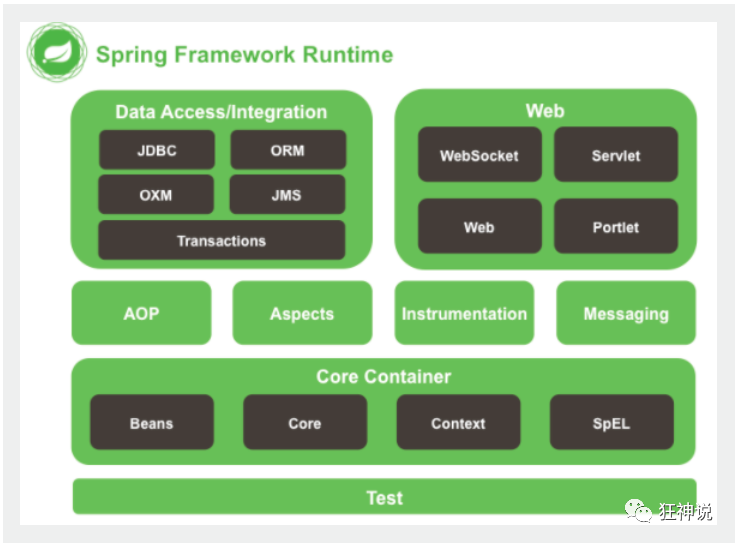 Spring Framework Runtime
Data Access/Integration
JDBC
ORM
OXM
JMS
Transactions
Web
WebSocket
Servlet
Web
Portlet
AOP
Aspects
Instrumentation
Messaging
Core Container
Beans
Core
Context
SpEL
Test
狂神说